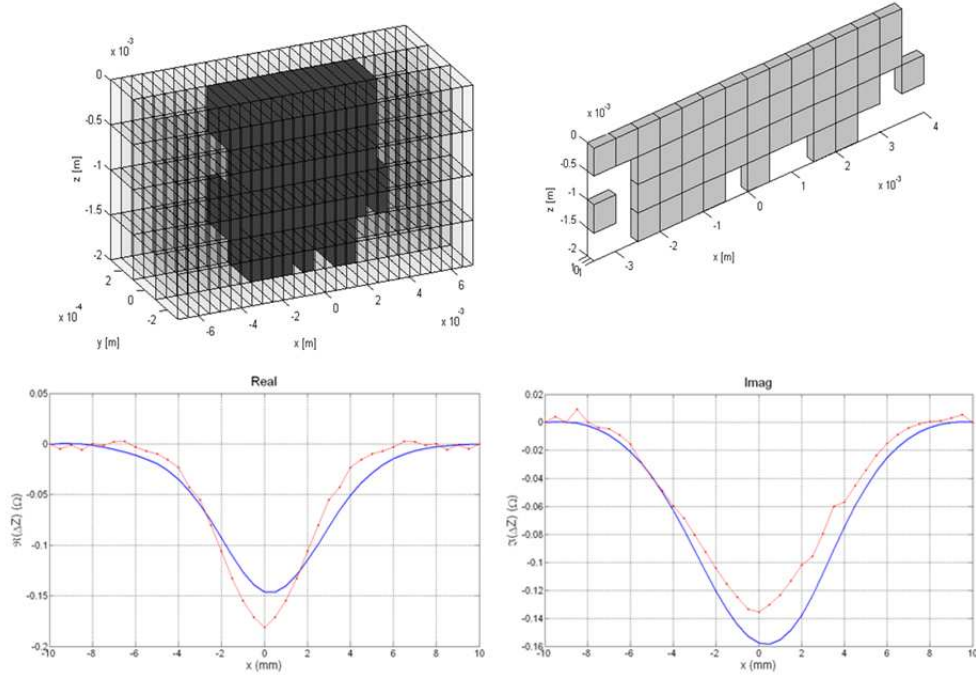 x 10⁻³
0
-0.5
-1
-1.5
-2
z [m]
2
0
-2
x 10⁻⁴
y [m]
-6
-4
-2
0
2
4
6
x 10⁻³
x [m]
x 10⁻³
0
-0.5
-1
-1.5
-2
z [m]
-3
-2
-1
0
1
2
3
4
x 10⁻³
x [m]
Real
0.05
0
-0.05
-0.1
-0.15
-0.2
ℜ(ΔZ) (Ω)
-10 -8 -6 -4 -2 0 2 4 6 8 10
x (mm)
Imag
0.02
0
-0.02
-0.04
-0.06
-0.08
-0.1
-0.12
-0.14
-0.16
ℑ(ΔZ) (Ω)
-10 -8 -6 -4 -2 0 2 4 6 8 10
x (mm)